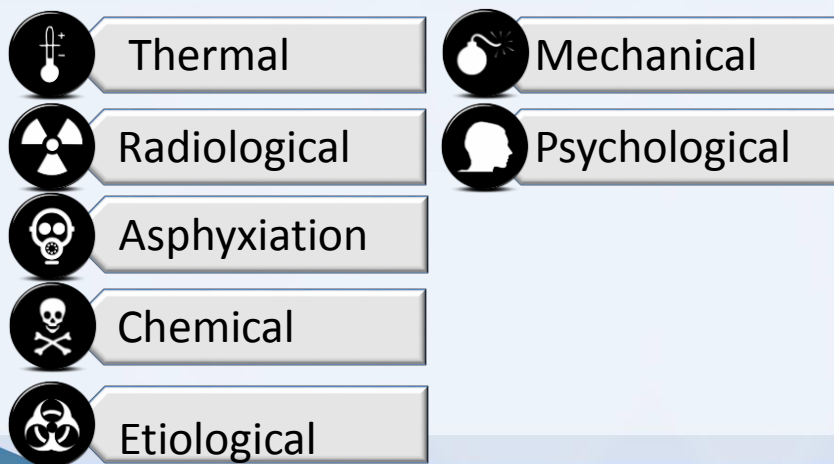 Thermal
Radiological
Asphyxiation
Chemical
Etiological
Mechanical
Psychological